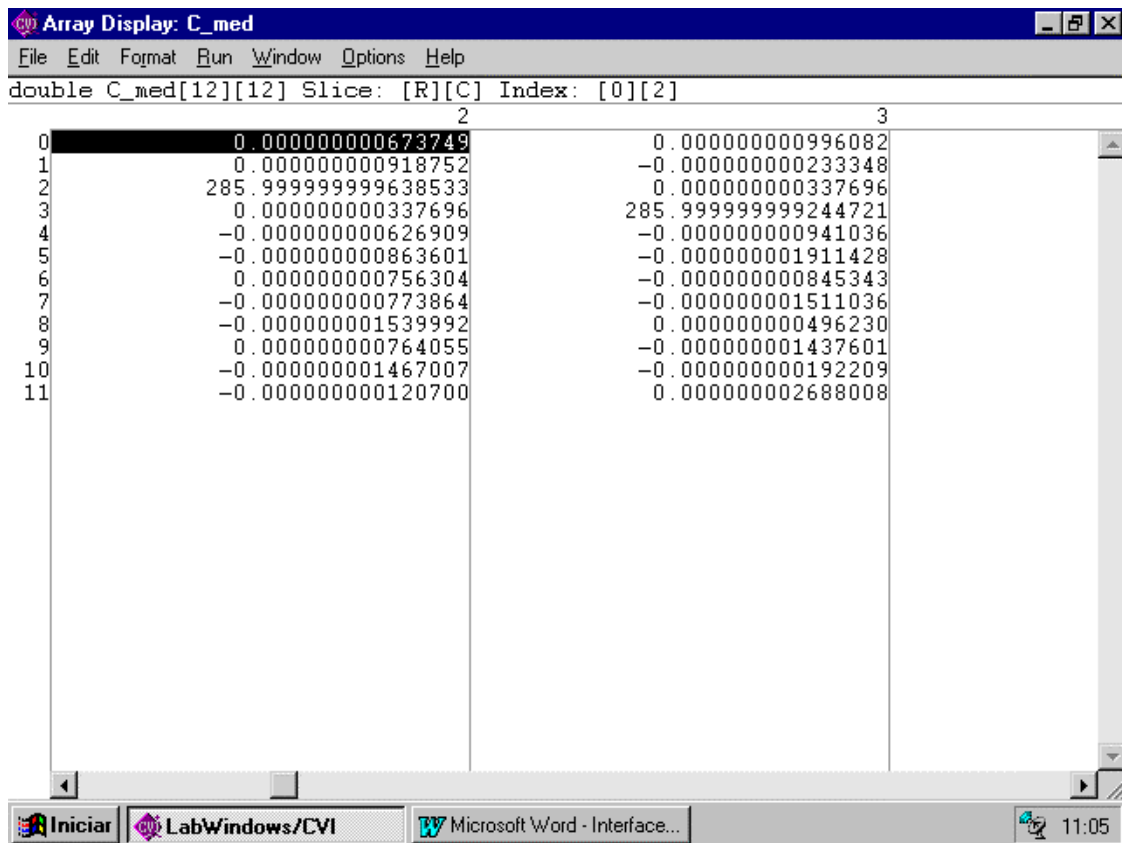 CVI Array Display: C_med
File Edit Format Run Window Options Help
double C_med[12][12] Slice: [R][C] Index: [0][2]
2 3
0 0.000000000673749 0.000000000996082
1 0.000000000918752 -0.000000000233348
2 285.999999999638533 0.000000000337696
3 0.000000000337696 285.999999999244721
4 -0.000000000626909 -0.000000000941036
5 -0.000000000863601 -0.000000001911428
6 0.000000000756304 -0.000000000845343
7 -0.000000000773864 -0.000000001511036
8 -0.000000001539992 0.000000000496230
9 0.000000000764055 -0.000000001437601
10 -0.000000001467007 -0.000000000192209
11 -0.000000000120700 0.000000002688008
Iniciar CVI LabWindows/CVI W Microsoft Word - Interface... 11:05